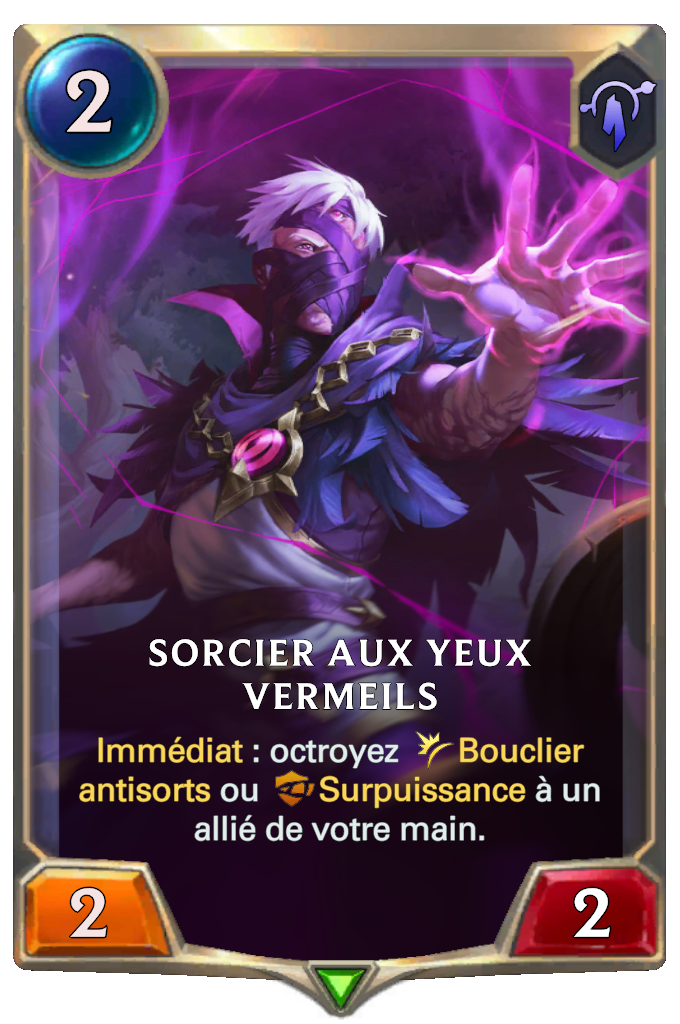 2
SORCIER AUX YEUX
VERMEILS
Immédiat : octroyez Bouclier
antisorts ou Surpuissance à un
allié de votre main.
2 2